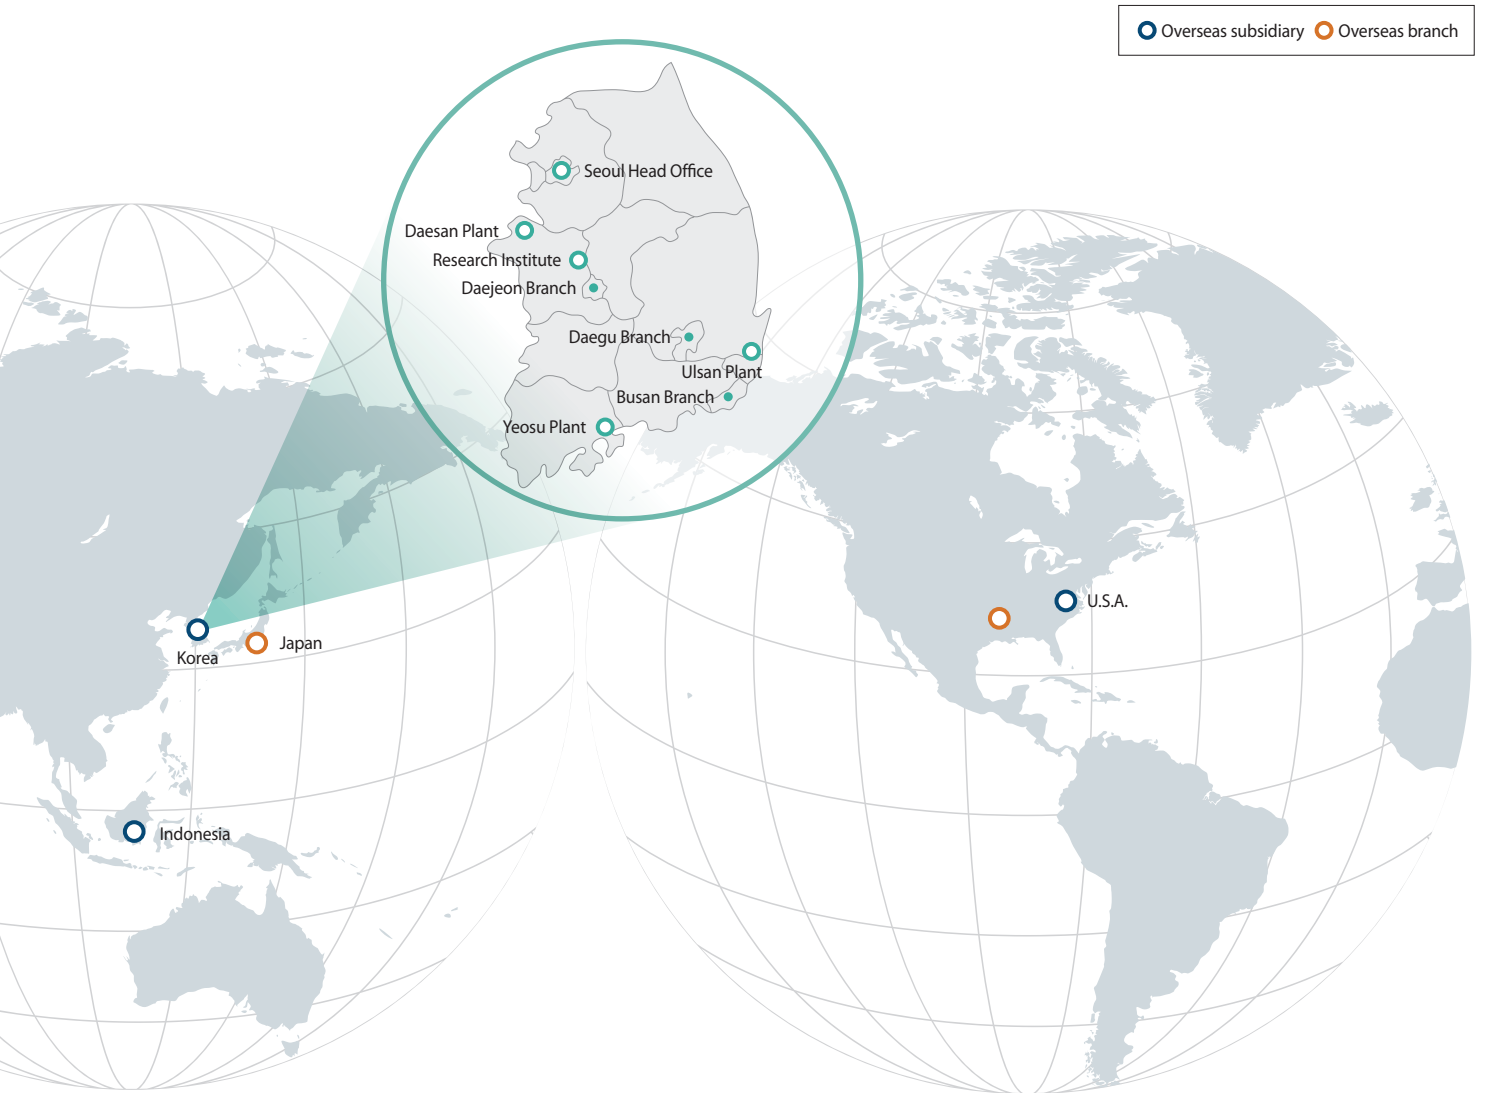 Overseas subsidiary
Overseas branch
Seoul Head Office
Daesan Plant
Research Institute
Daejeon Branch
Daegu Branch
Ulsan Plant
Busan Branch
Yeosu Plant
U.S.A.
Korea
Japan
Indonesia